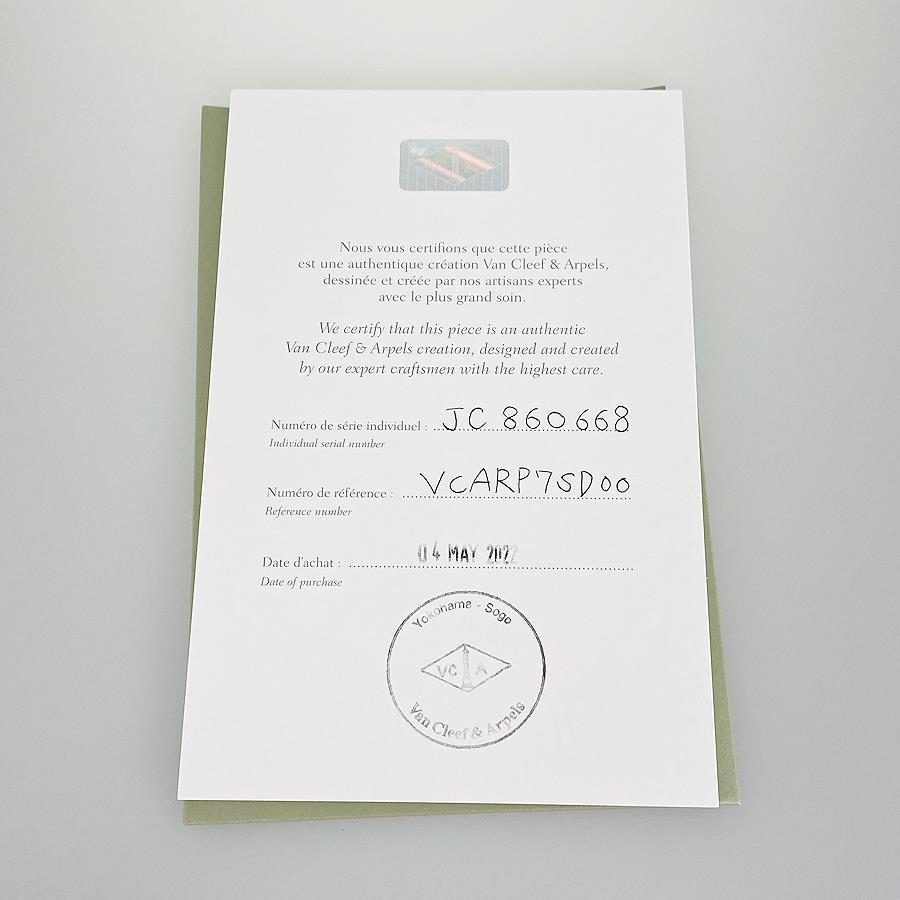 Nous vous certifions que cette pièce
est une authentique création Van Cleef & Arpels,
dessinée et créée par nos artisans experts
avec le plus grand soin.
We certify that this piece is an authentic
Van Cleef & Arpels creation, designed and created
by our expert craftsmen with the highest care.
Numéro de série individuel : JC 860668
Individual serial number
Numéro de référence : VCARP7SD00
Reference number
Date d'achat : 04 MAY 2022
Date of purchase
Yokohama - Sogo
VC A
Van Cleef & Arpels